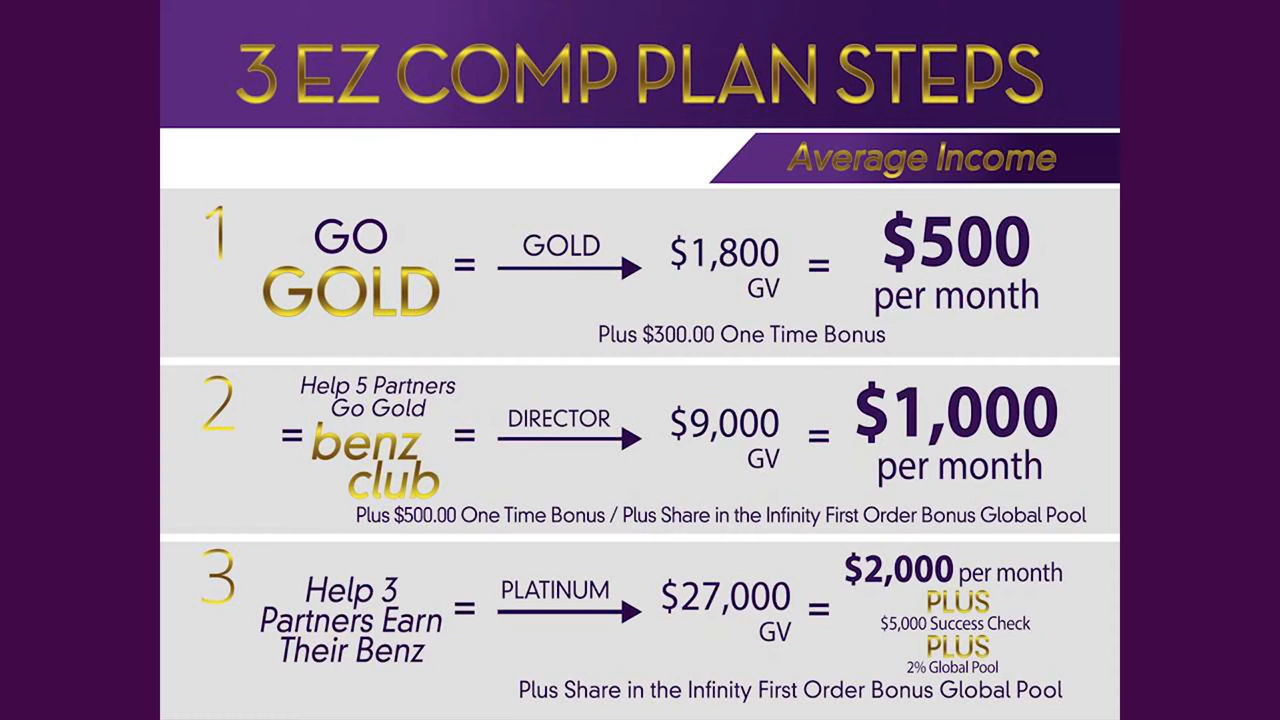 3 EZ COMP PLAN STEPS
Average Income
1
GO
GOLD
=
GOLD
$1,800
GV
=
$500
per month
Plus $300.00 One Time Bonus
2
Help 5 Partners
Go Gold
= benz
club
=
DIRECTOR
$9,000
GV
=
$1,000
per month
Plus $500.00 One Time Bonus / Plus Share in the Infinity First Order Bonus Global Pool
3
Help 3
Partners Earn
Their Benz
=
PLATINUM
$27,000
GV
=
$2,000 per month
PLUS
$5,000 Success Check
PLUS
2% Global Pool
Plus Share in the Infinity First Order Bonus Global Pool